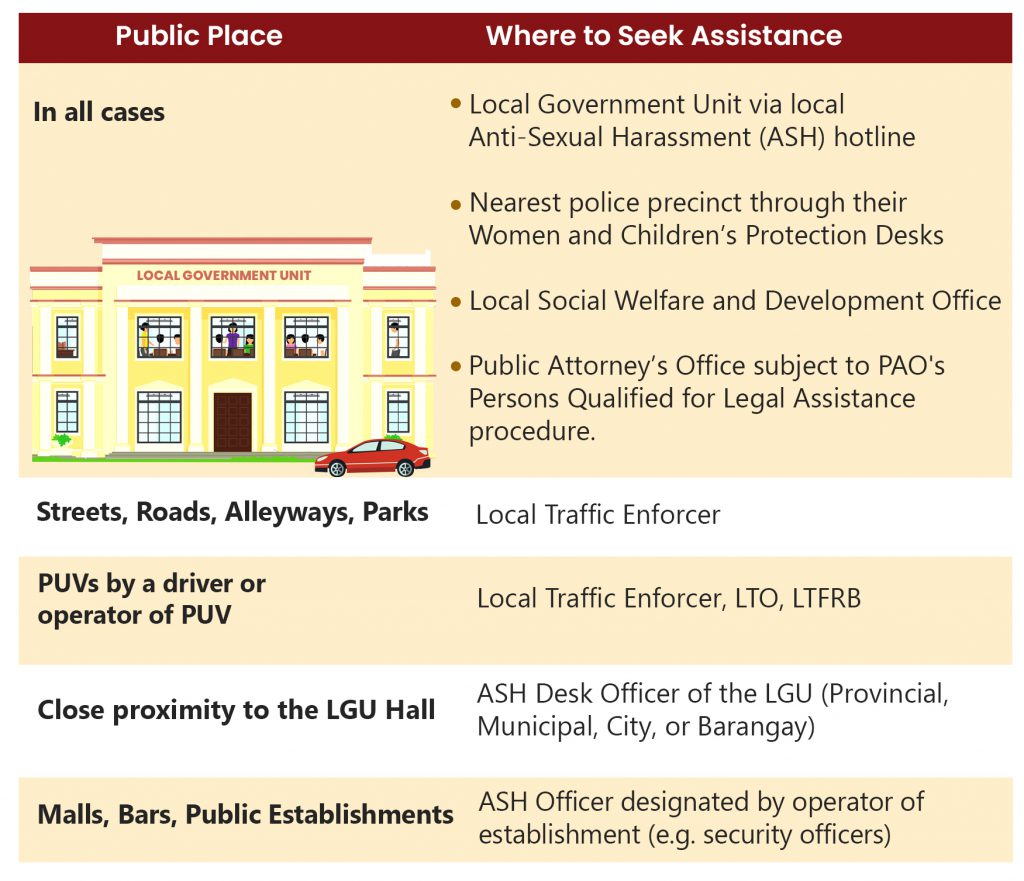 Public Place
Where to Seek Assistance
In all cases
• Local Government Unit via local
Anti-Sexual Harassment (ASH) hotline
• Nearest police precinct through their
Women and Children’s Protection Desks
• Local Social Welfare and Development Office
• Public Attorney’s Office subject to PAO's
Persons Qualified for Legal Assistance
procedure.
LOCAL GOVERNMENT UNIT
Streets, Roads, Alleyways, Parks
Local Traffic Enforcer
PUVs by a driver or
operator of PUV
Local Traffic Enforcer, LTO, LTFRB
Close proximity to the LGU Hall
ASH Desk Officer of the LGU (Provincial,
Municipal, City, or Barangay)
Malls, Bars, Public Establishments
ASH Officer designated by operator of
establishment (e.g. security officers)